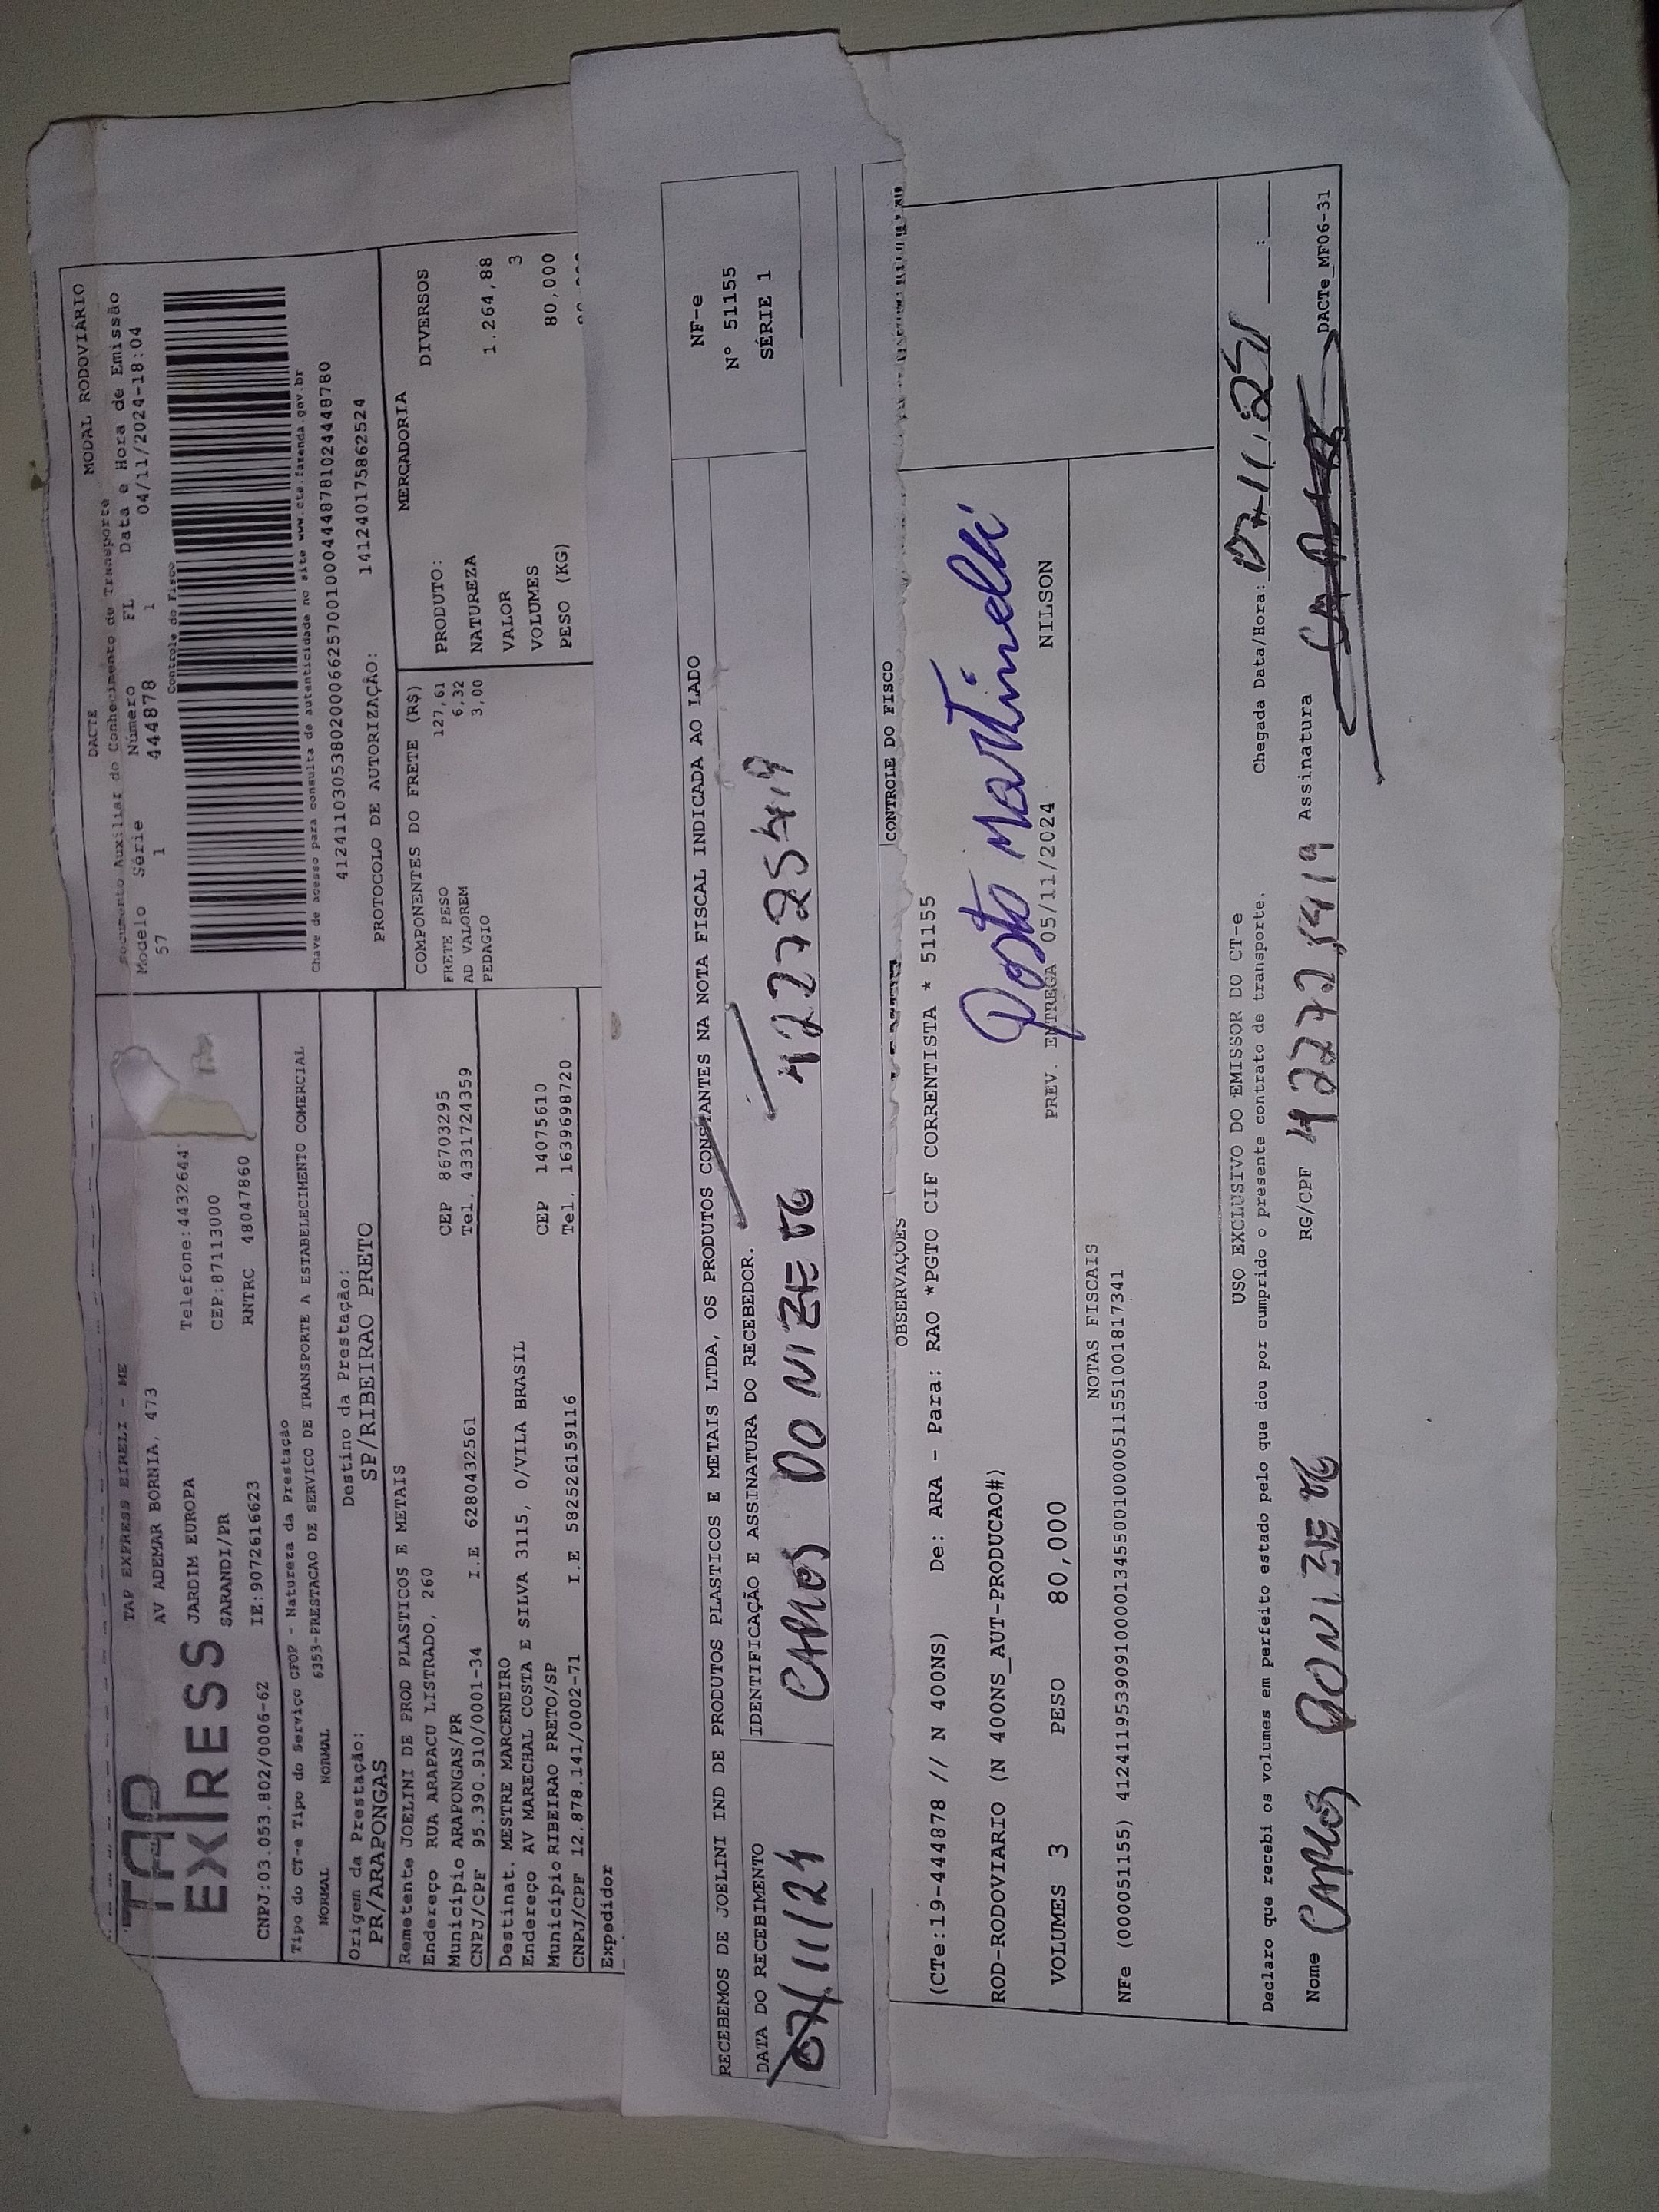 DACTE
MODAL RODOVIÁRIO
Documento Auxiliar do Conhecimento de Transporte
Modelo Série Número FL Data e Hora de Emissão
57 1 444878 1 04/11/2024-18:04
Controle do Fisco
Chave de acesso para consulta de autenticidade no site www.cte.fazenda.gov.br
41241103053802000662570010004448781024448780
PROTOCOLO DE AUTORIZAÇÃO: 141240175862524
TAP EXPRESS
TAP EXPRESS EIRELI - ME
AV ADEMAR BORNIA, 473
JARDIM EUROPA Telefone:4432644
SARANDI/PR CEP:87113000
CNPJ:03.053.802/0006-62 IE:9072616623 RNTRC 48047860
Tipo do CT-e Tipo do Serviço CFOP - Natureza da Prestação
NORMAL NORMAL 6353-PRESTACAO DE SERVICO DE TRANSPORTE A ESTABELECIMENTO COMERCIAL
Origem da Prestação: Destino da Prestação:
PR/ARAPONGAS SP/RIBEIRAO PRETO
Remetente JOELINI DE PROD PLASTICOS E METAIS
Endereço RUA ARAPACU LISTRADO, 260
Município ARAPONGAS/PR CEP 86703295
CNPJ/CPF 95.390.910/0001-34 I.E 6280432561 Tel. 4331724359
Destinat. MESTRE MARCENEIRO
Endereço AV MARECHAL COSTA E SILVA 3115, 0/VILA BRASIL
Município RIBEIRAO PRETO/SP CEP 14075610
CNPJ/CPF 12.878.141/0002-71 I.E 582526159116 Tel. 1639698720
Expedidor
COMPONENTES DO FRETE (R$)
FRETE PESO 127,61
AD VALOREM 6,32
PEDAGIO 3,00
MERCADORIA
PRODUTO: DIVERSOS
NATUREZA
VALOR 1.264,88
VOLUMES 3
PESO (KG) 80,000
RECEBEMOS DE JOELINI IND DE PRODUTOS PLASTICOS E METAIS LTDA, OS PRODUTOS CONSTANTES NA NOTA FISCAL INDICADA AO LADO
DATA DO RECEBIMENTO IDENTIFICAÇÃO E ASSINATURA DO RECEBEDOR.
07/11/24 CARLOS DONIZETE 422725419
NF-e
Nº 51155
SÉRIE 1
OBSERVAÇOES CONTROLE DO FISCO
(CTe:19-444878 // N 400NS) De: ARA - Para: RAO *PGTO CIF CORRENTISTA * 51155
ROD-RODOVIARIO (N 400NS_AUT-PRODUCAO#)
Posto Martinelli
VOLUMES 3 PESO 80,000 PREV. ENTREGA 05/11/2024 NILSON
NOTAS FISCAIS
NFe (000051155) 41241195390910000134550010000511551001817341
USO EXCLUSIVO DO EMISSOR DO CT-e
Declaro que recebi os volumes em perfeito estado pelo que dou por cumprido o presente contrato de transporte. Chegada Data/Hora: 07.11.24 :
Nome CARLOS DONIZETE RG/CPF 422725419 Assinatura
DACTe_MF06-31